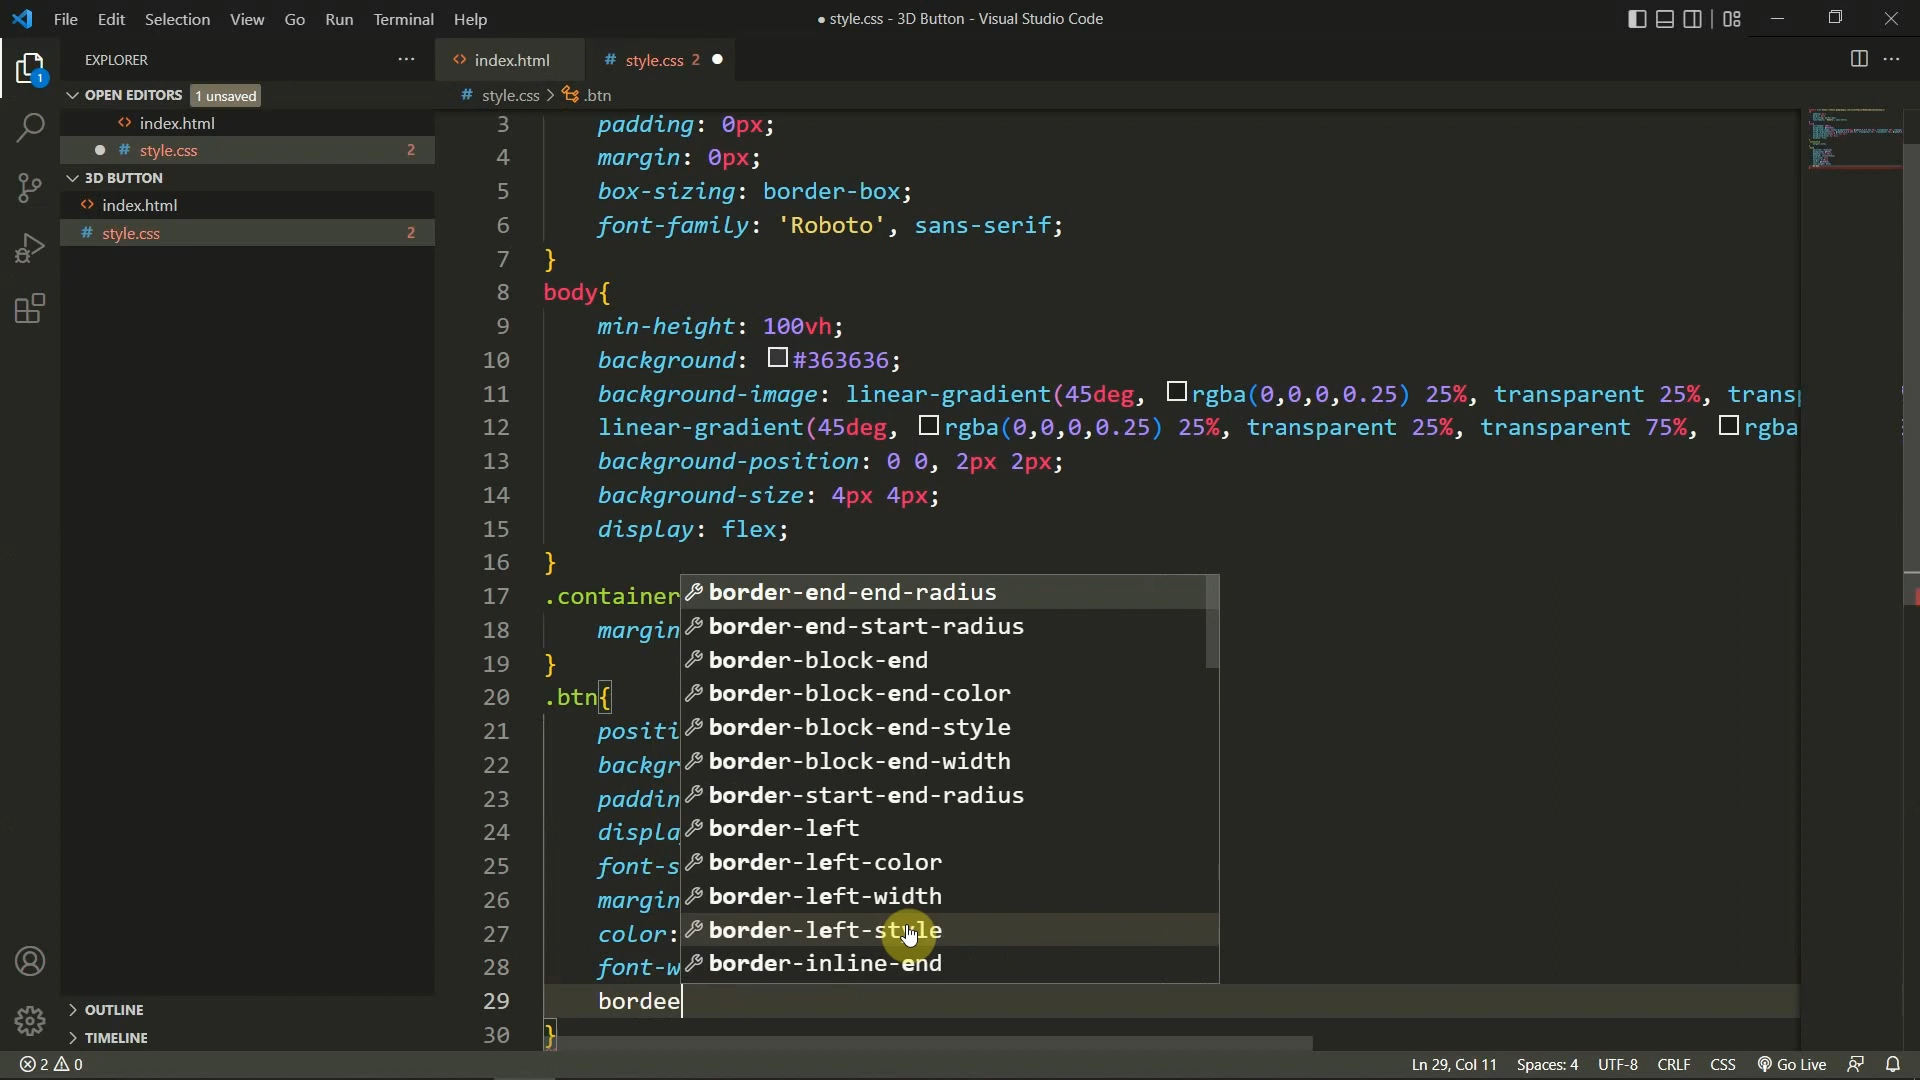 File Edit Selection View Go Run Terminal Help
● style.css - 3D Button - Visual Studio Code
EXPLORER
index.html
style.css 2
OPEN EDITORS 1 unsaved
style.css > .btn
index.html
style.css 2
3D BUTTON
index.html
style.css 2
3 padding: 0px;
4 margin: 0px;
5 box-sizing: border-box;
6 font-family: 'Roboto', sans-serif;
7 }
8 body{
9 min-height: 100vh;
10 background: #363636;
11 background-image: linear-gradient(45deg, rgba(0,0,0,0.25) 25%, transparent 25%, transp
12 linear-gradient(45deg, rgba(0,0,0,0.25) 25%, transparent 25%, transparent 75%, rgba
13 background-position: 0 0, 2px 2px;
14 background-size: 4px 4px;
15 display: flex;
16 }
17 .container
18 margin
19 }
20 .btn{
21 positi
22 backgr
23 paddin
24 displa
25 font-s
26 margin
27 color:
28 font-w
29 bordee
30 }
border-end-end-radius
border-end-start-radius
border-block-end
border-block-end-color
border-block-end-style
border-block-end-width
border-start-end-radius
border-left
border-left-color
border-left-width
border-left-style
border-inline-end
OUTLINE
TIMELINE
2 0
Ln 29, Col 11 Spaces: 4 UTF-8 CRLF CSS Go Live